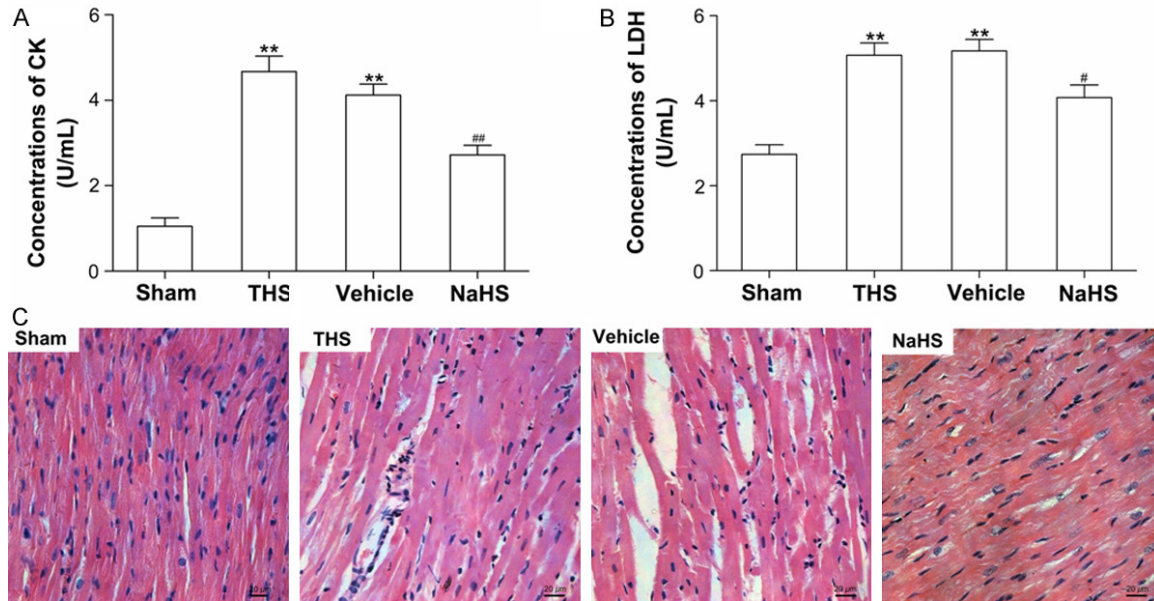 A
Concentrations of CK
(U/mL)
6
4
2
0
**
**
##
Sham
THS
Vehicle
NaHS
B
Concentrations of LDH
(U/mL)
6
4
2
0
**
**
#
Sham
THS
Vehicle
NaHS
C
Sham
THS
Vehicle
NaHS
20 µm
20 µm
20 µm
20 µm